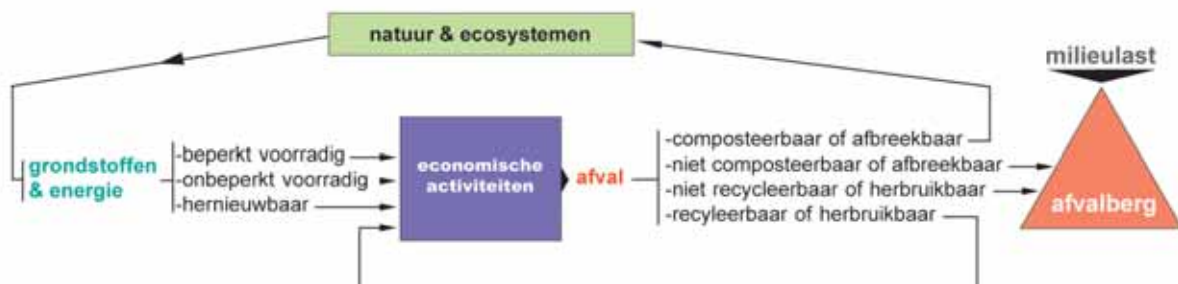 natuur & ecosystemen
milieulast
grondstoffen
& energie
-beperkt voorradig
-onbeperkt voorradig
-hernieuwbaar
economische
activiteiten
afval
-composteerbaar of afbreekbaar
-niet composteerbaar of afbreekbaar
-niet recycleerbaar of herbruikbaar
-recyleerbaar of herbruikbaar
afvalberg